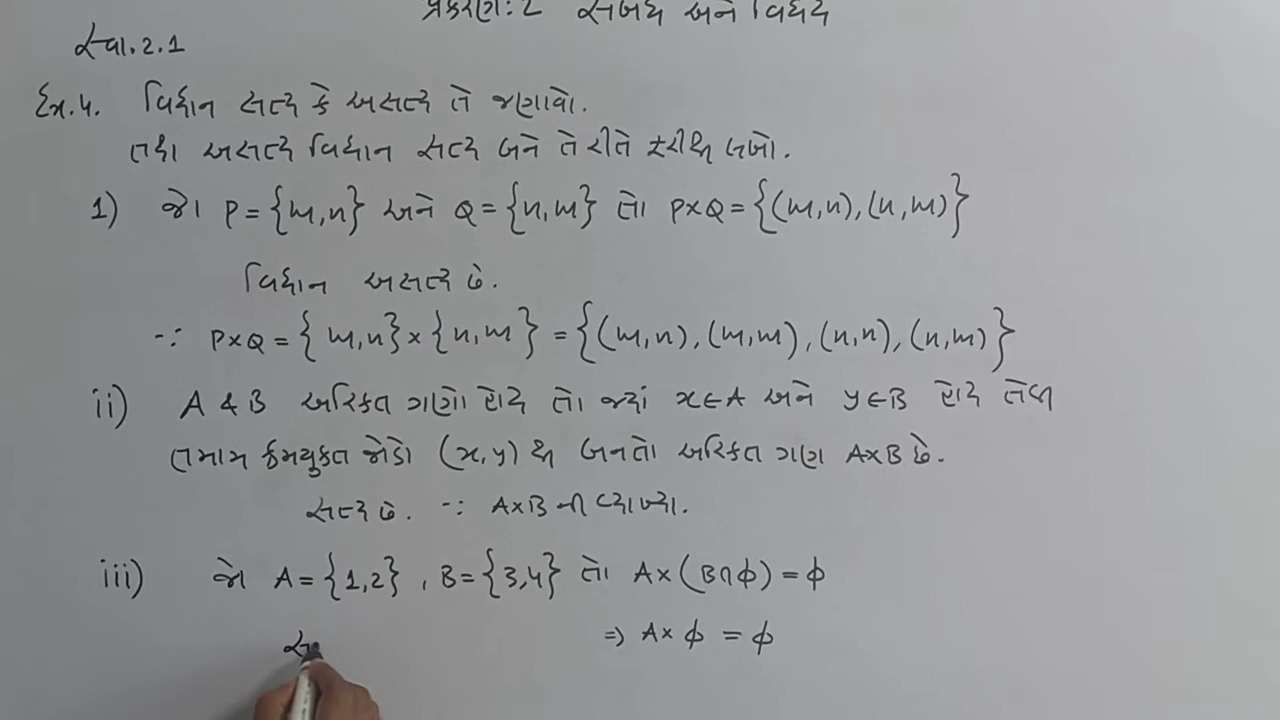 પ્રકરણ: 2 સંબંધ અને વિધેય
સ્વા. 2.1
Ex. 4. વિધાન સત્ય કે અસત્ય તે જણાવો.
તથા અસત્ય વિધાન સત્ય બને તે રીતે ફરીથી લખો.
1) જો P = {m, n} અને Q = {n, m} તો P×Q = {(m, n), (n, m)}
વિધાન અસત્ય છે.
∵ P×Q = {m, n} × {n, m} = {(m, n), (m, m), (n, n), (n, m)}
ii) A & B અરિક્ત ગણો હોય તો જ્યાં x∈A અને y∈B હોય તેવી
તમામ ક્રમયુક્ત જોડો (x, y) થી બનતો અરિક્ત ગણ A×B છે.
સત્ય છે. ∵ A×B ની વ્યાખ્યા.
iii) જો A = {1,2}, B = {3,4} તો A×(B∩ϕ) = ϕ
⇒ A×ϕ = ϕ